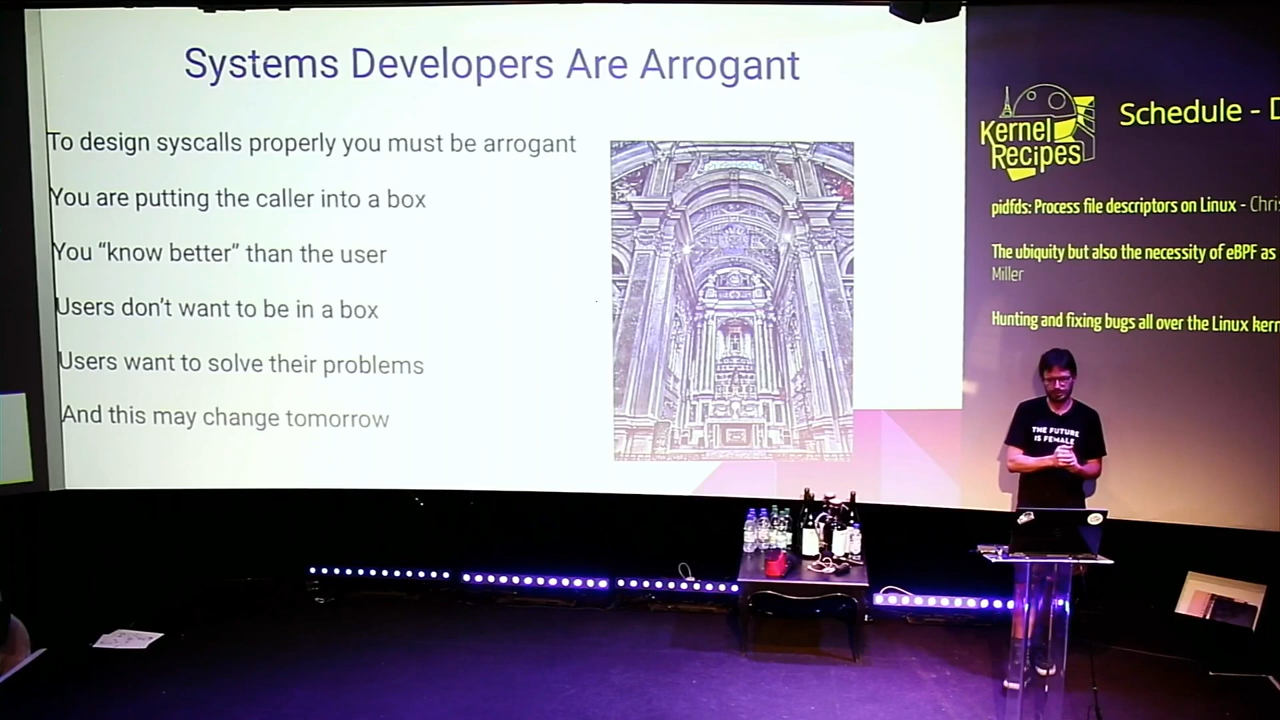 Systems Developers Are Arrogant
To design syscalls properly you must be arrogant
You are putting the caller into a box
You “know better” than the user
Users don’t want to be in a box
Users want to solve their problems
And this may change tomorrow
Kernel
Recipes
Schedule -
pidfds: Process file descriptors on Linux -
The ubiquity but also the necessity of eBPF as
Miller
Hunting and fixing bugs all over the Linux
THE FUTURE
IS FEMALE